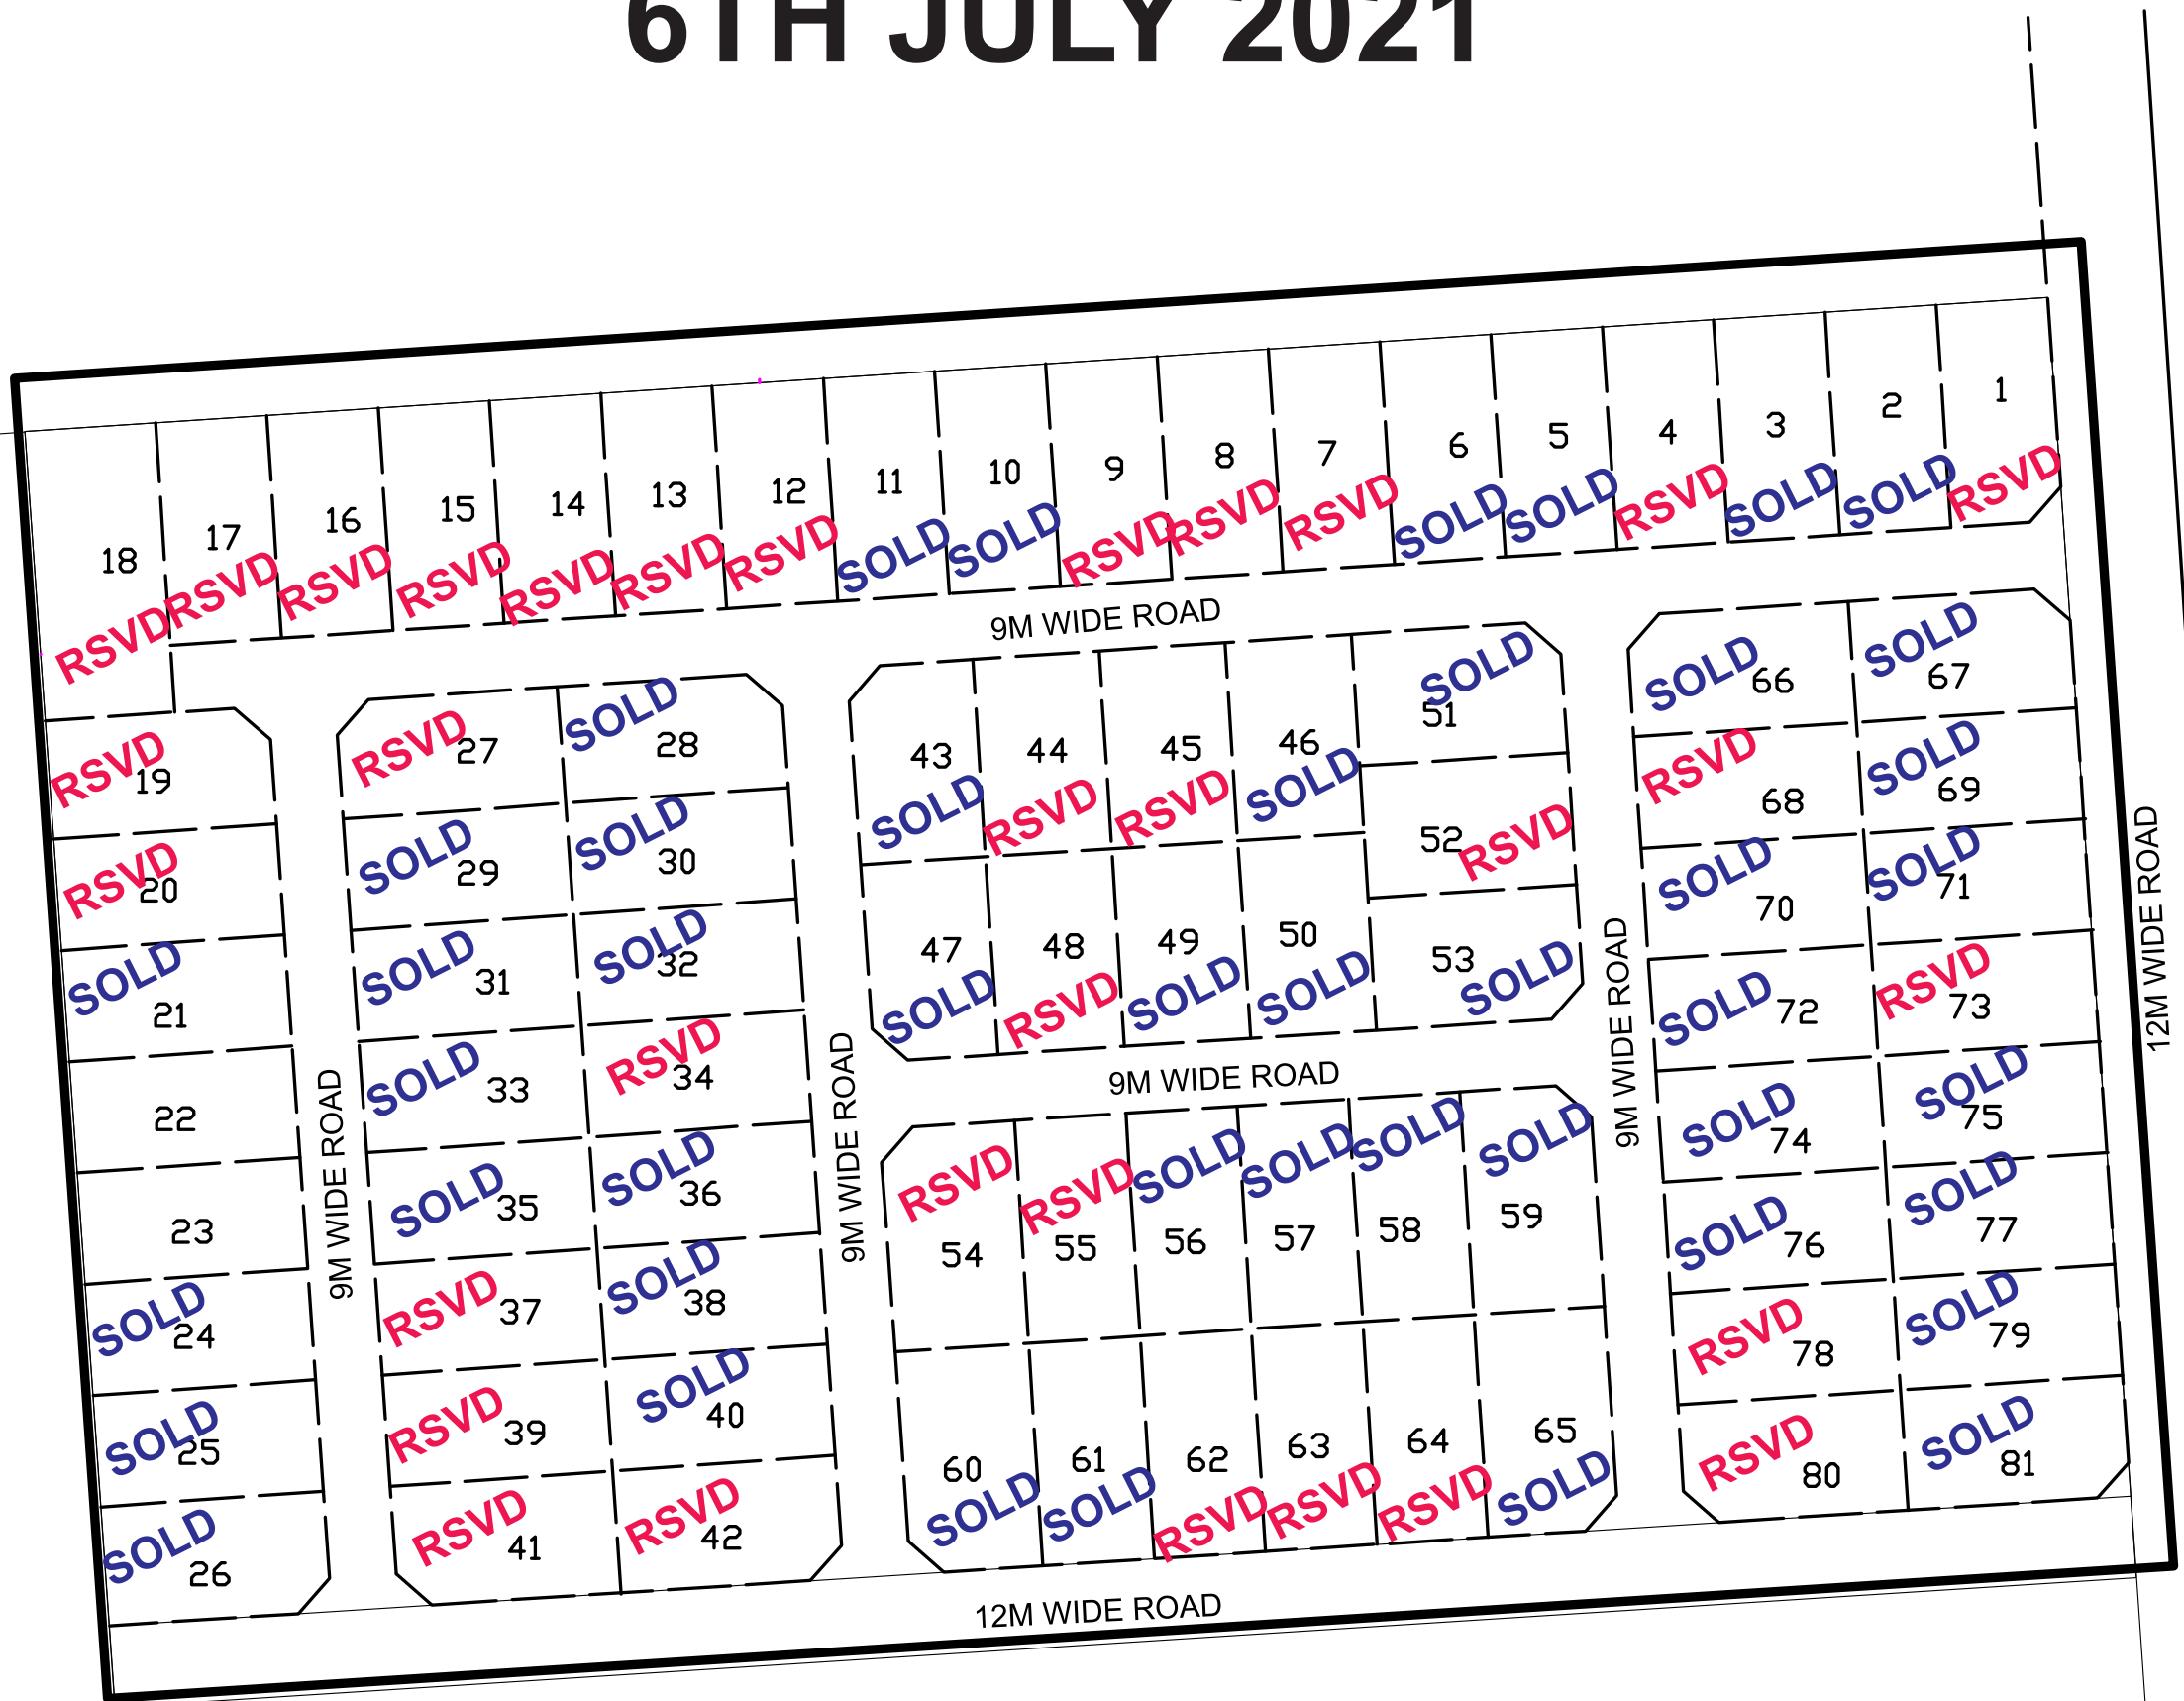 6TH JULY 2021
1 RSVD
2 SOLD
3 SOLD
4 RSVD
5 SOLD
6 SOLD
7 RSVD
8 RSVD
9 RSVD
10 SOLD
11 SOLD
12 RSVD
13 RSVD
14 RSVD
15 RSVD
16 RSVD
17 RSVD
18 RSVD
9M WIDE ROAD
19 RSVD
20 RSVD
21 SOLD
22
23
24 SOLD
25 SOLD
26 SOLD
9M WIDE ROAD
27 RSVD
28 SOLD
29 SOLD
30 SOLD
31 SOLD
32 SOLD
33 SOLD
34 RSVD
35 SOLD
36 SOLD
37 RSVD
38 SOLD
39 RSVD
40 SOLD
41 RSVD
42 RSVD
9M WIDE ROAD
43 SOLD
44 RSVD
45 RSVD
46 SOLD
47 SOLD
48 RSVD
49 SOLD
50 SOLD
51 SOLD
52 RSVD
53 SOLD
9M WIDE ROAD
54 RSVD
55 RSVD
56 SOLD
57 SOLD
58 SOLD
59 SOLD
60 SOLD
61 SOLD
62 RSVD
63 RSVD
64 RSVD
65 SOLD
9M WIDE ROAD
66 SOLD
67 SOLD
68 RSVD
69 SOLD
70 SOLD
71 SOLD
72 SOLD
73 RSVD
74 SOLD
75 SOLD
76 SOLD
77 SOLD
78 RSVD
79 SOLD
80 RSVD
81 SOLD
12M WIDE ROAD
12M WIDE ROAD